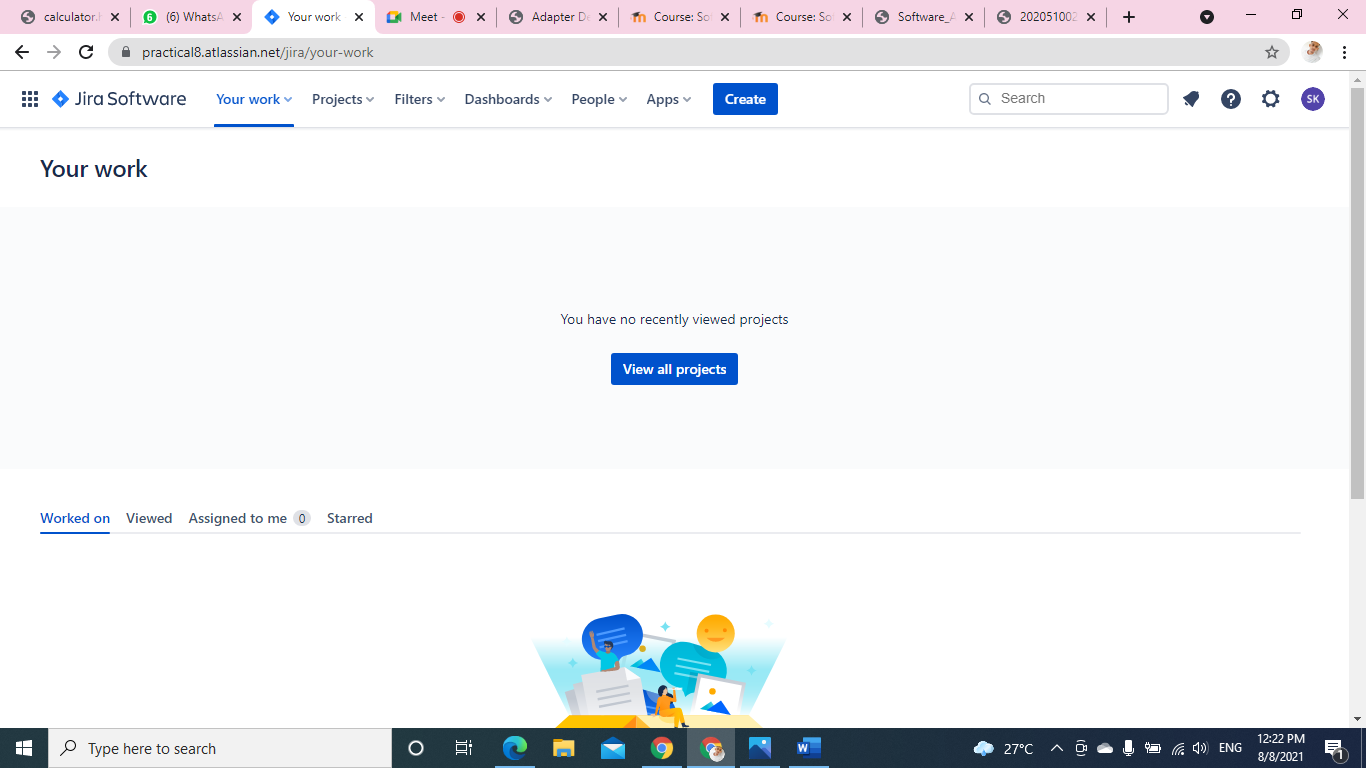 calculator.h
(6) WhatsA
Your work
Meet -
Adapter De
Course: Sof
Course: Sof
Software_A
202051002
practical8.atlassian.net/jira/your-work
Jira Software
Your work
Projects
Filters
Dashboards
People
Apps
Create
Search
SK
Your work
You have no recently viewed projects
View all projects
Worked on
Viewed
Assigned to me 0
Starred
Type here to search
27°C
ENG
12:22 PM
8/8/2021
1